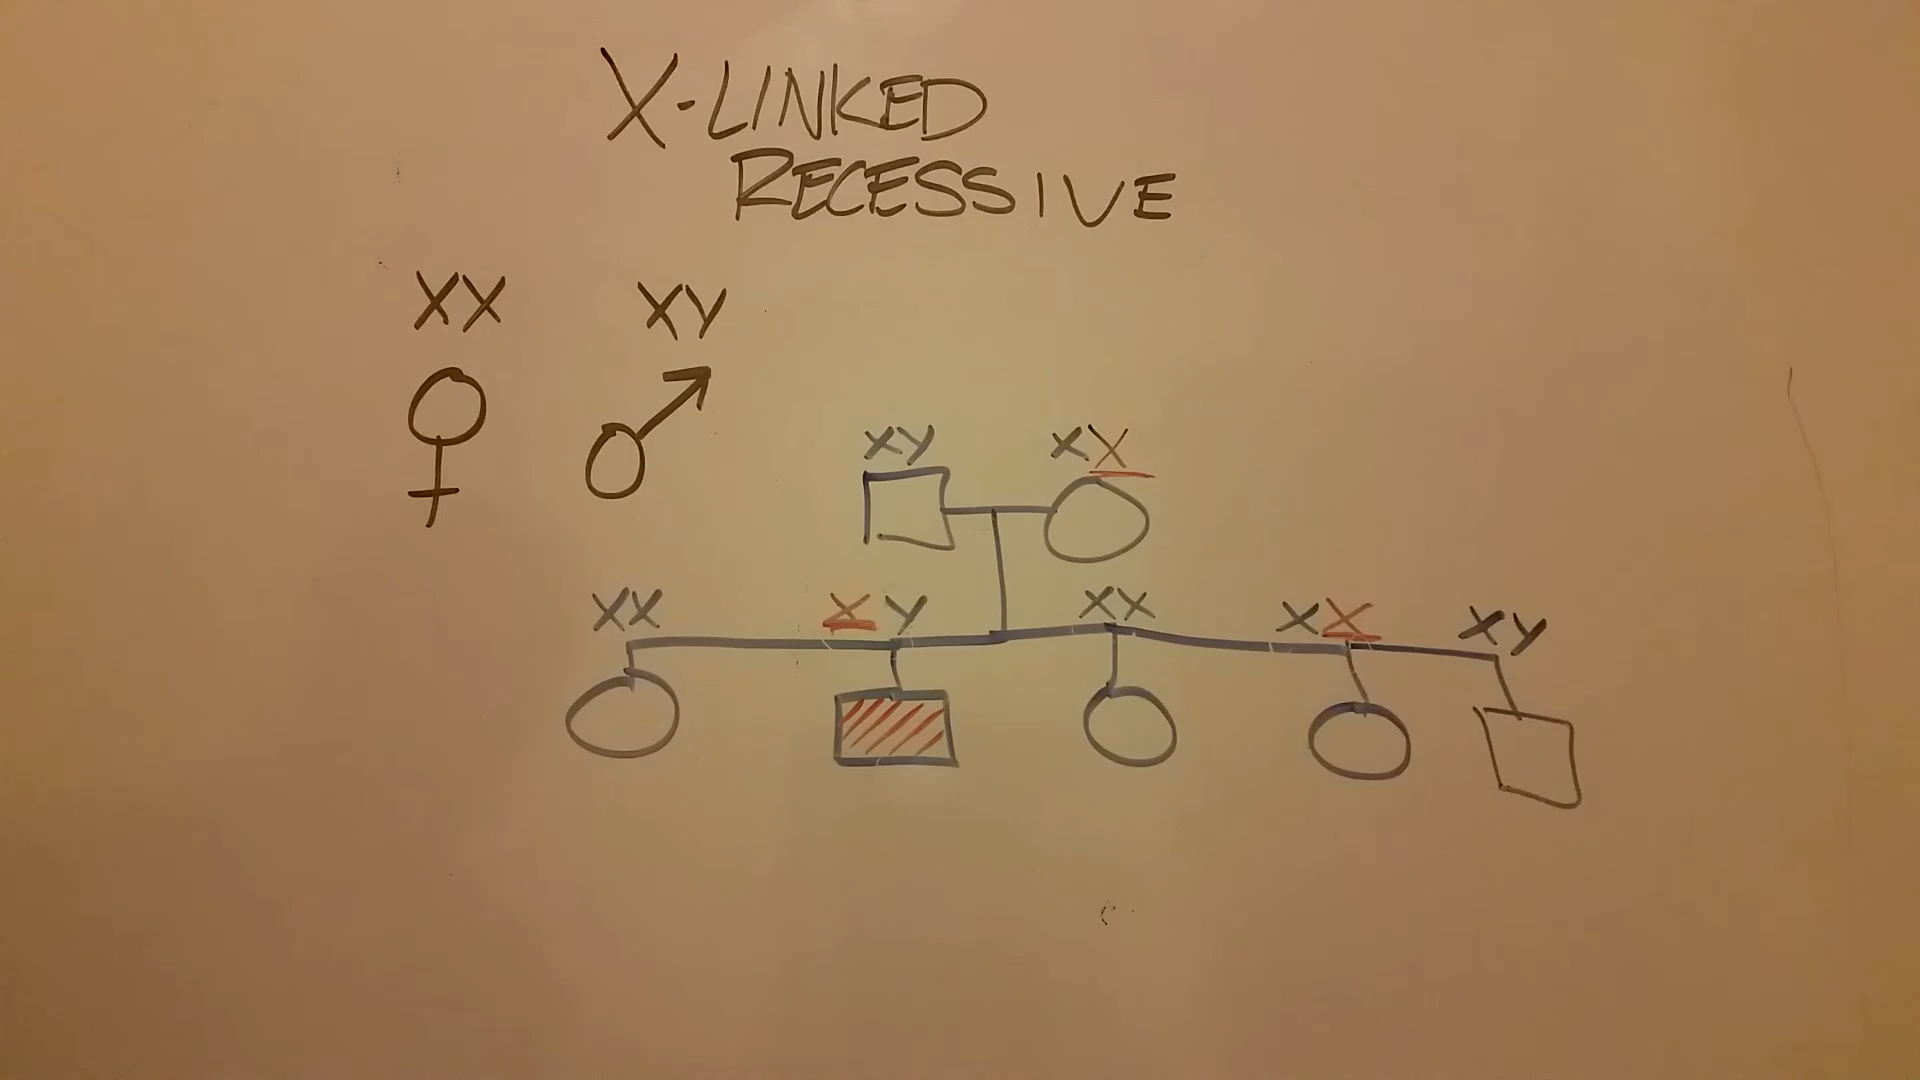 X-LINKED
RECESSIVE
XX XY
XY XX
XX XY XX XX XY